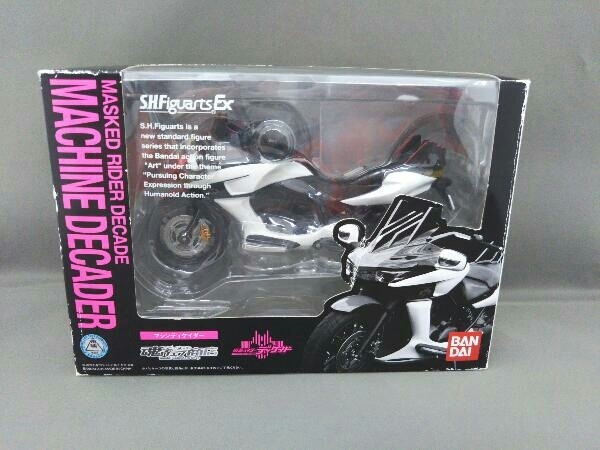 MASKED RIDER DECADE
MACHINE DECADER
S.H.FiguartsEx
S.H.Figuarts is a
new standard figure
series that incorporates
the Bandai action figure
"Art" under the theme
"Pursuing Character
Expression through
Humanoid Action."
マシンディケイダー
BAN
DAI